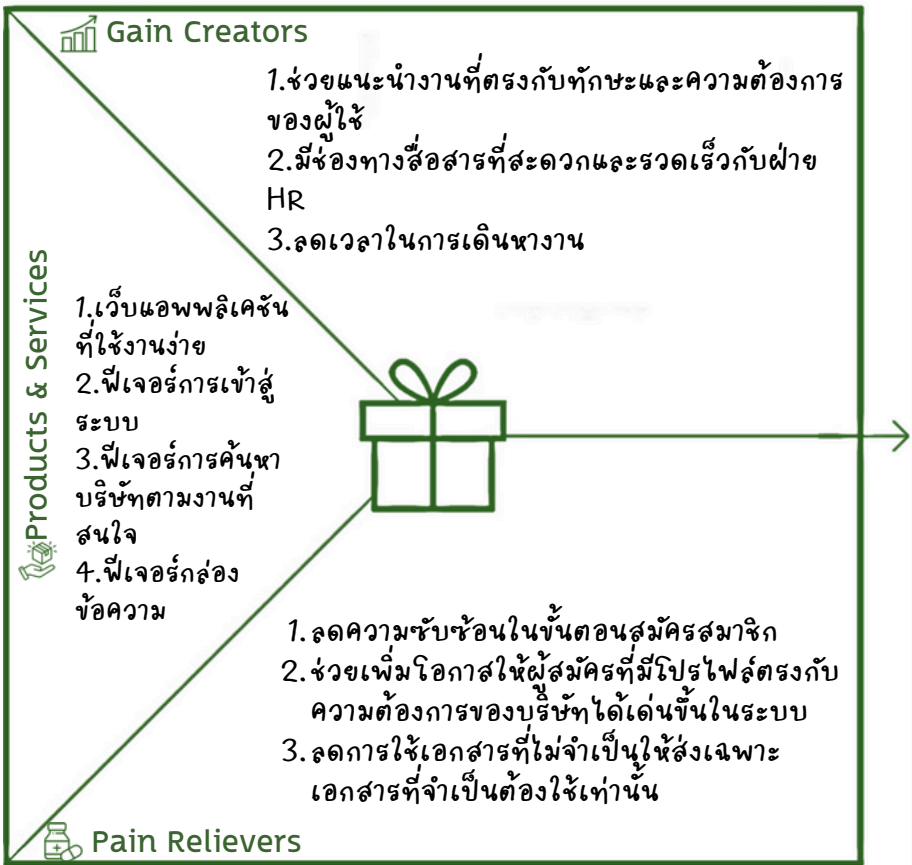 Gain Creators
1.ช่วยแนะนำงานที่ตรงกับทักษะและความต้องการ
ของผู้ใช้
2.มีช่องทางสื่อสารที่สะดวกและรวดเร็วกับฝ่าย
HR
3.ลดเวลาในการเดินหางาน
Products & Services
1.เว็บแอพพลิเคชัน
ที่ใช้งานง่าย
2.ฟีเจอร์การเข้าสู่
ระบบ
3.ฟีเจอร์การค้นหา
บริษัทตามงานที่
สนใจ
4.ฟีเจอร์กล่อง
ข้อความ
1. ลดความซับซ้อนในขั้นตอนสมัครสมาชิก
2. ช่วยเพิ่มโอกาสให้ผู้สมัครที่มีโปรไฟล์ตรงกับ
ความต้องการของบริษัทได้เด่นขึ้นในระบบ
3. ลดการใช้เอกสารที่ไม่จำเป็นให้ส่งเฉพาะ
เอกสารที่จำเป็นต้องใช้เท่านั้น
Pain Relievers